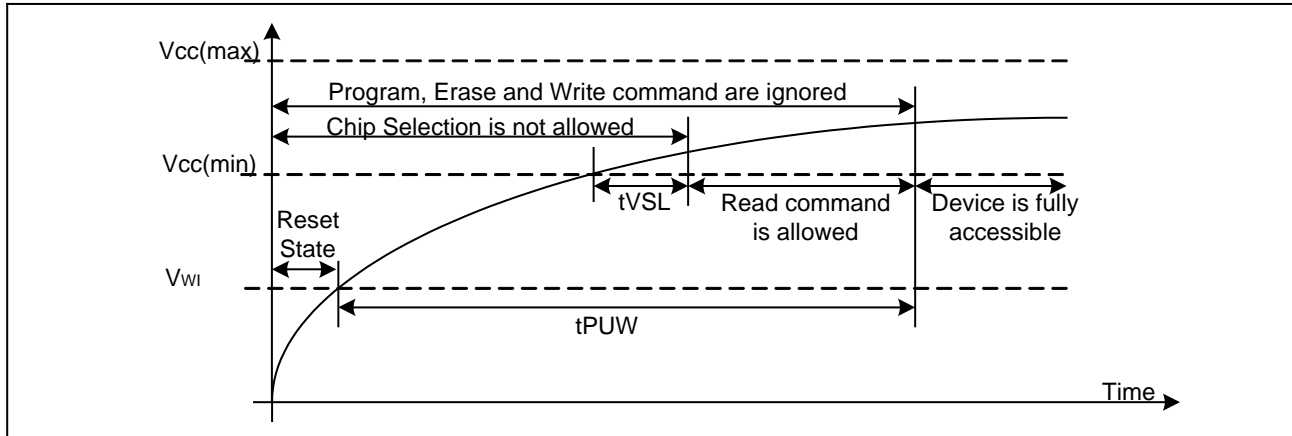 Vcc(max)
Program, Erase and Write command are ignored
Chip Selection is not allowed
Vcc(min)
tVSL
Read command
is allowed
Device is fully
accessible
Reset
State
VWI
tPUW
Time